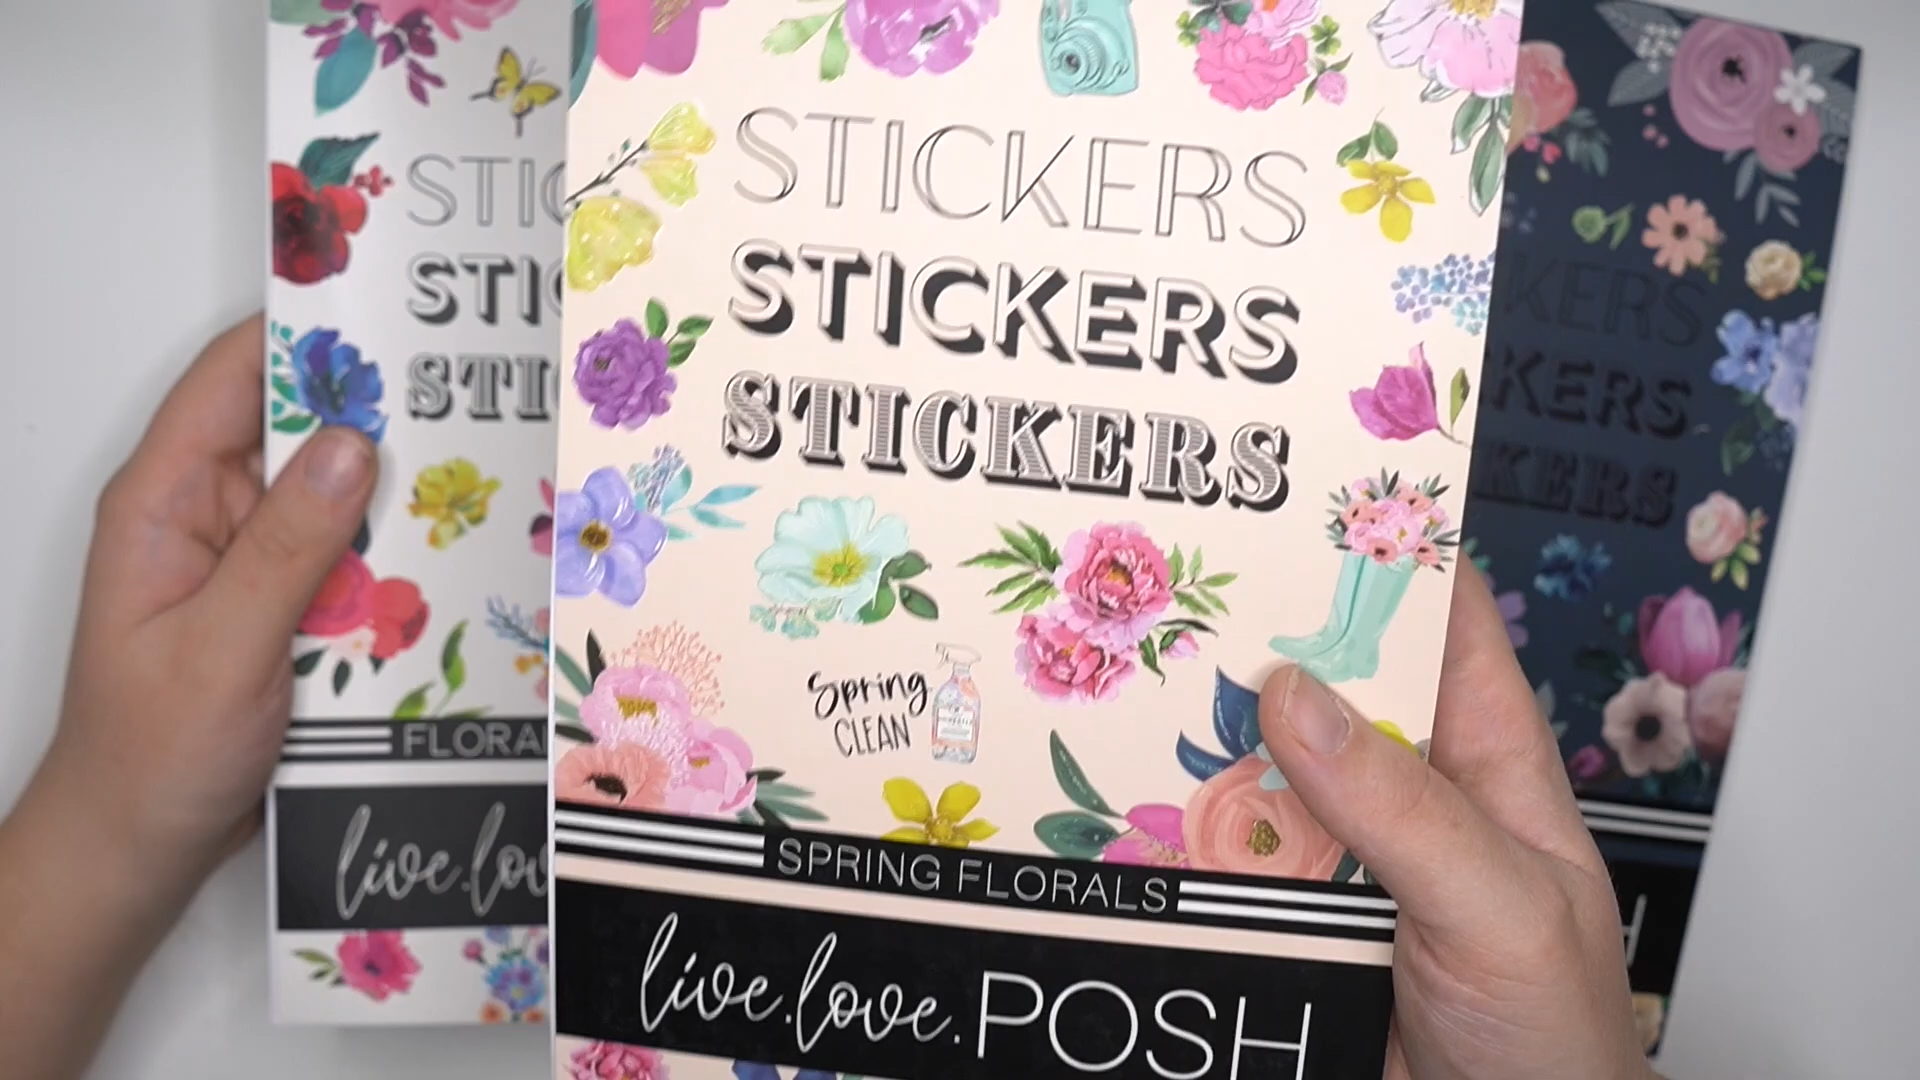 STICKERS
STICKERS
STICKERS
Spring
CLEAN
SPRING FLORALS
live.love.POSH
STIC
STIC
STIC
FLORAL
live.lov
KERS
KERS
KERS
H